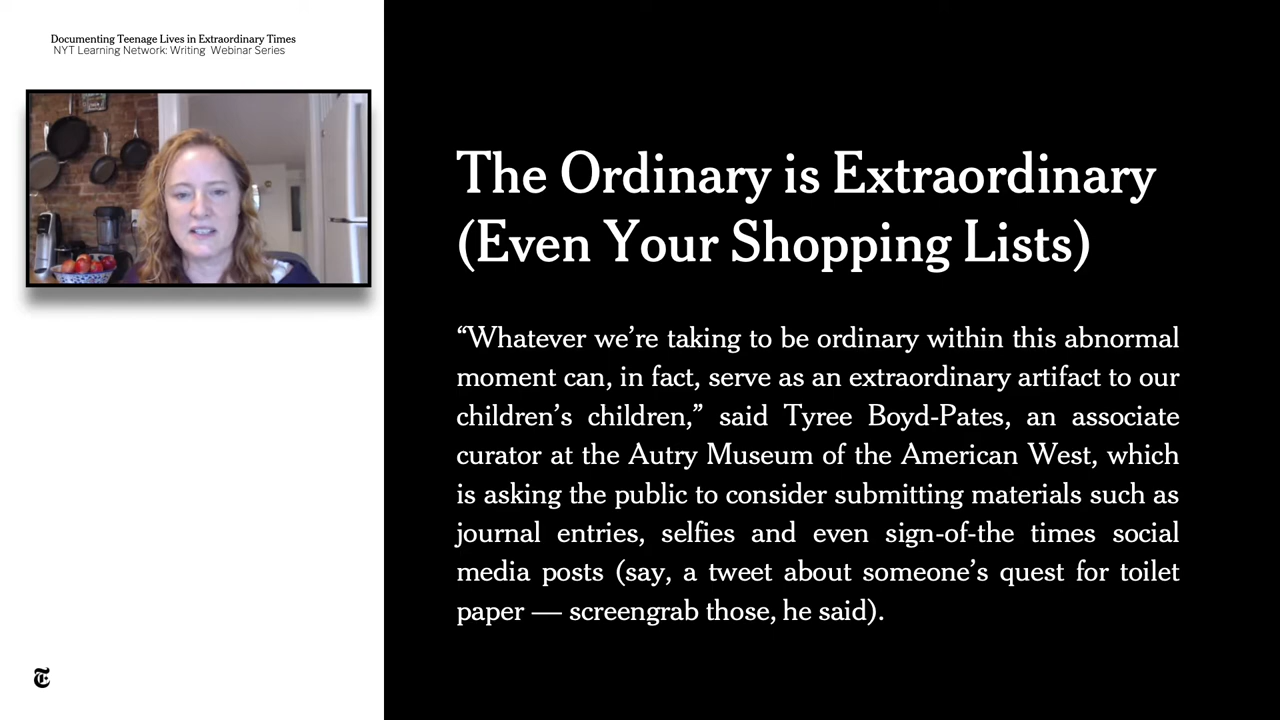 Documenting Teenage Lives in Extraordinary Times
NYT Learning Network: Writing Webinar Series
The Ordinary is Extraordinary
(Even Your Shopping Lists)
“Whatever we’re taking to be ordinary within this abnormal
moment can, in fact, serve as an extraordinary artifact to our
children’s children,” said Tyree Boyd-Pates, an associate
curator at the Autry Museum of the American West, which
is asking the public to consider submitting materials such as
journal entries, selfies and even sign-of-the times social
media posts (say, a tweet about someone’s quest for toilet
paper — screengrab those, he said).
T